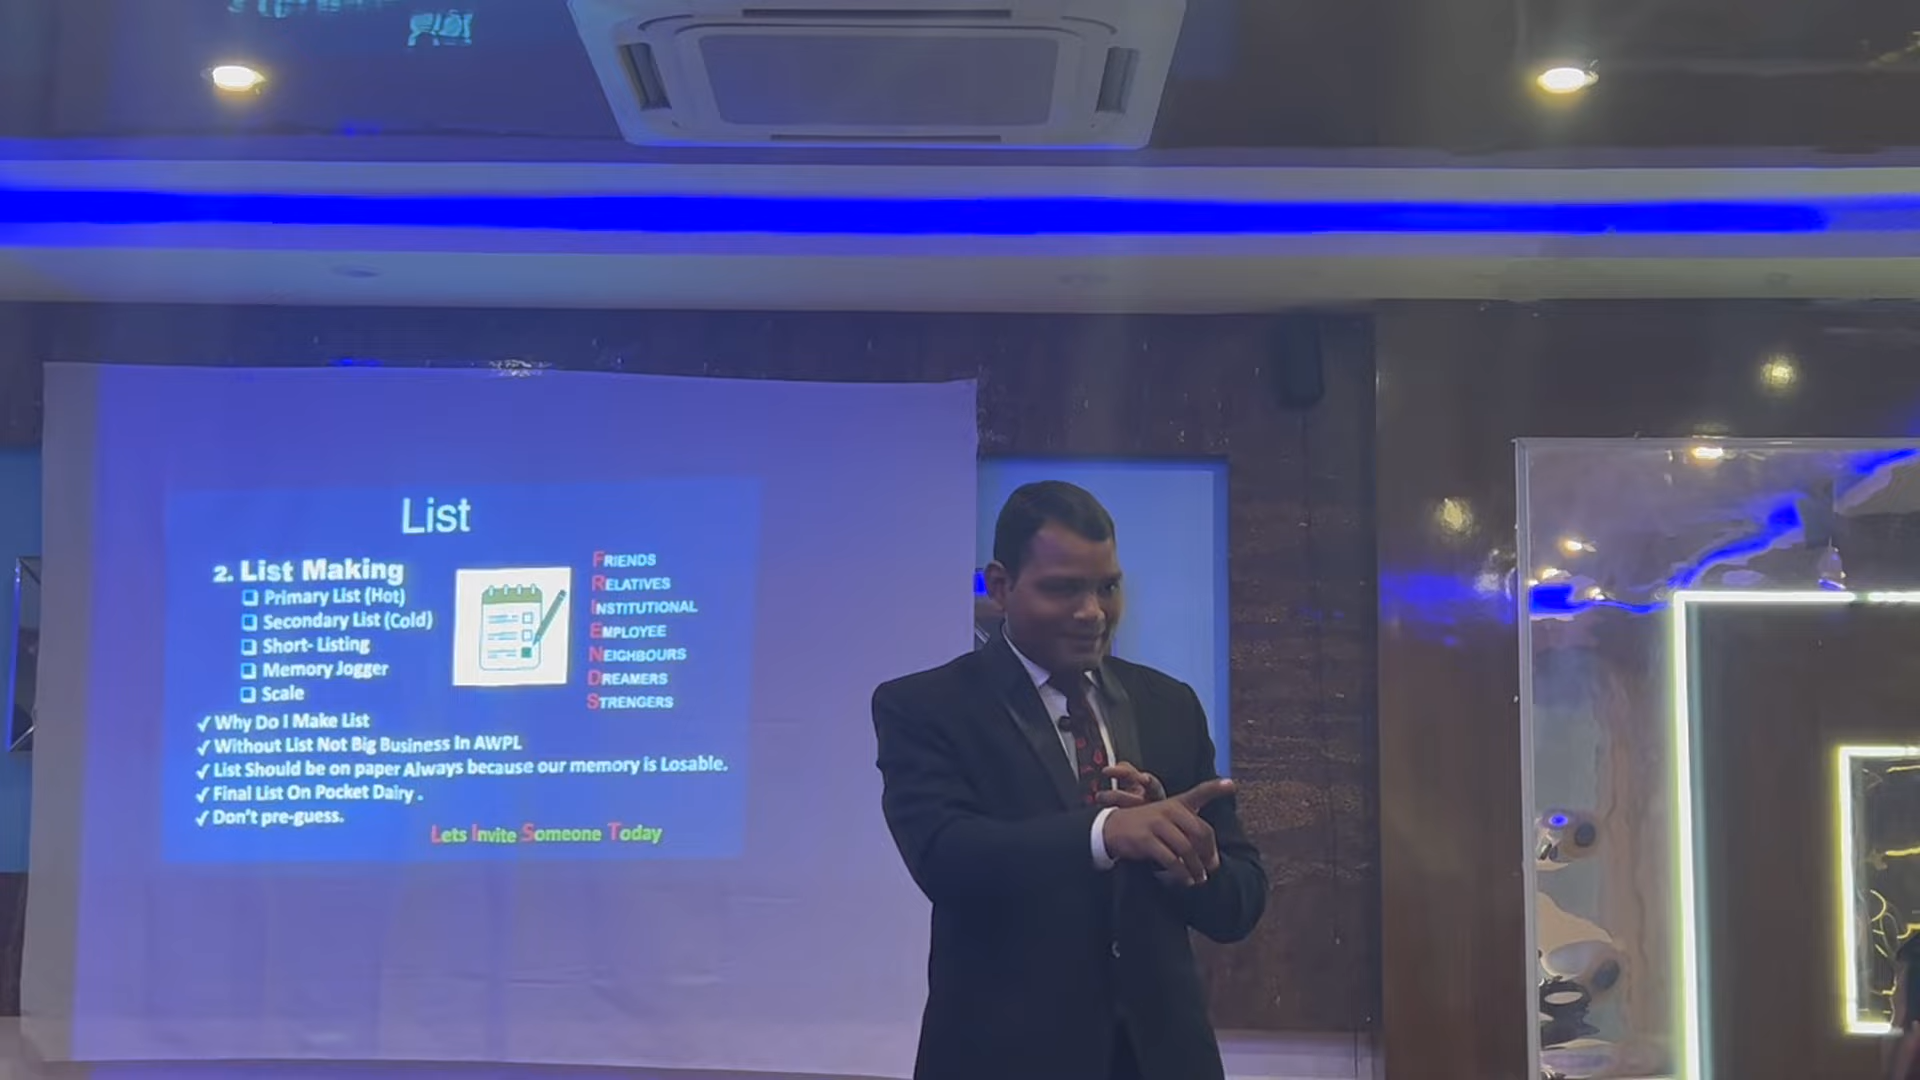 List
2. List Making
Primary List (Hot)
Secondary List (Cold)
Short- Listing
Memory Jogger
Scale
FRIENDS
RELATIVES
INSTITUTIONAL
EMPLOYEE
NEIGHBOURS
DREAMERS
STRENGERS
✓ Why Do I Make List
✓ Without List Not Big Business In AWPL
✓ List Should be on paper Always because our memory is Losable.
✓ Final List On Pocket Dairy .
✓ Don't pre-guess.
Lets Invite Someone Today